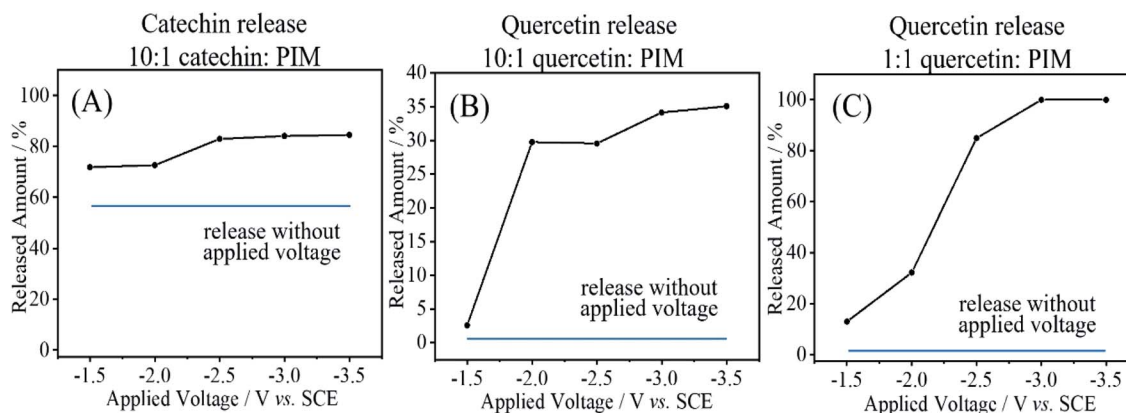 Catechin release
10:1 catechin: PIM
(A)
Released Amount / %
100
80
60
40
20
0
release without
applied voltage
-1.5 -2.0 -2.5 -3.0 -3.5
Applied Voltage / V vs. SCE
Quercetin release
10:1 quercetin: PIM
(B)
Released Amount / %
40
35
30
25
20
15
10
5
0
release without
applied voltage
-1.5 -2.0 -2.5 -3.0 -3.5
Applied Voltage / V vs. SCE
Quercetin release
1:1 quercetin: PIM
(C)
Released Amount / %
100
80
60
40
20
0
release without
applied voltage
-1.5 -2.0 -2.5 -3.0 -3.5
Applied Voltage / V vs. SCE